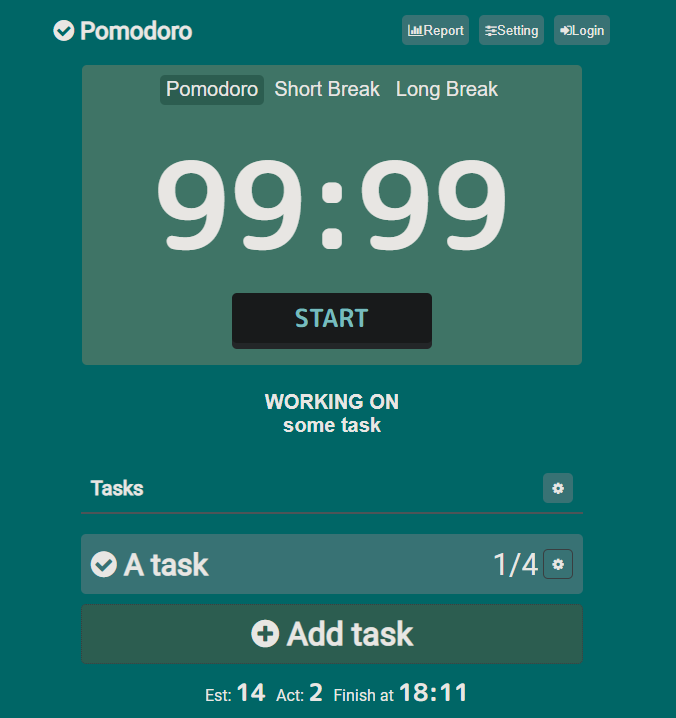 Pomodoro
Report Setting Login
Pomodoro Short Break Long Break
99:99
START
WORKING ON
some task
Tasks
A task 1/4
Add task
Est: 14 Act: 2 Finish at 18:11